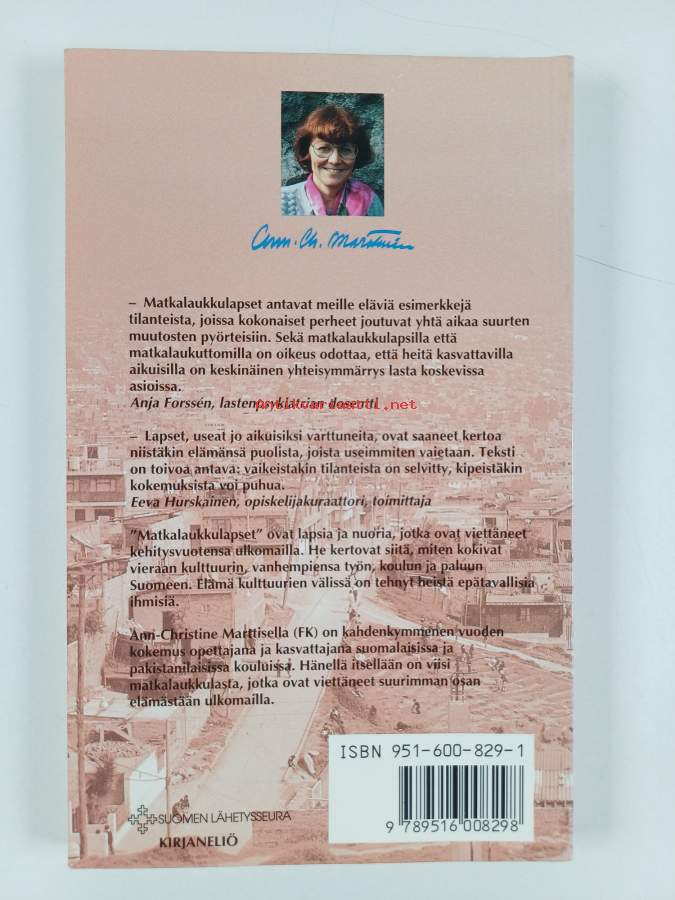 Ann-Ch. Marttinen
– Matkalaukkulapset antavat meille eläviä esimerkkejä
tilanteista, joissa kokonaiset perheet joutuvat yhtä aikaa suurten
muutosten pyörteisiin. Sekä matkalaukkulapsilla että
matkalaukuttomilla on oikeus odottaa, että heitä kasvattavilla
aikuisilla on keskinäinen yhteisymmärrys lasta koskevissa
asioissa.
Anja Forssén, lastenpsykiatrian dosentti
Antikvariaatti.net
– Lapset, useat jo aikuisiksi varttuneita, ovat saaneet kertoa
niistäkin elämänsä puolista, joista useimmiten vaietaan. Teksti
on toivoa antava: vaikeistakin tilanteista on selvitty, kipeistäkin
kokemuksista voi puhua.
Eeva Hurskainen, opiskelijakuraattori, toimittaja
”Matkalaukkulapset” ovat lapsia ja nuoria, jotka ovat viettäneet
kehitysvuotensa ulkomailla. He kertovat siitä, miten kokivat
vieraan kulttuurin, vanhempiensa työn, koulun ja paluun
Suomeen. Elämä kulttuurien välissä on tehnyt heistä epätavallisia
ihmisiä.
Ann-Christine Marttisella (FK) on kahdenkymmenen vuoden
kokemus opettajana ja kasvattajana suomalaisissa ja
pakistanilaisissa kouluissa. Hänellä itsellään on viisi
matkalaukkulasta, jotka ovat viettäneet suurimman osan
elämästään ulkomailla.
ISBN 951-600-829-1
9 789516 008298
SUOMEN LÄHETYSSEURA
KIRJANELIÖ